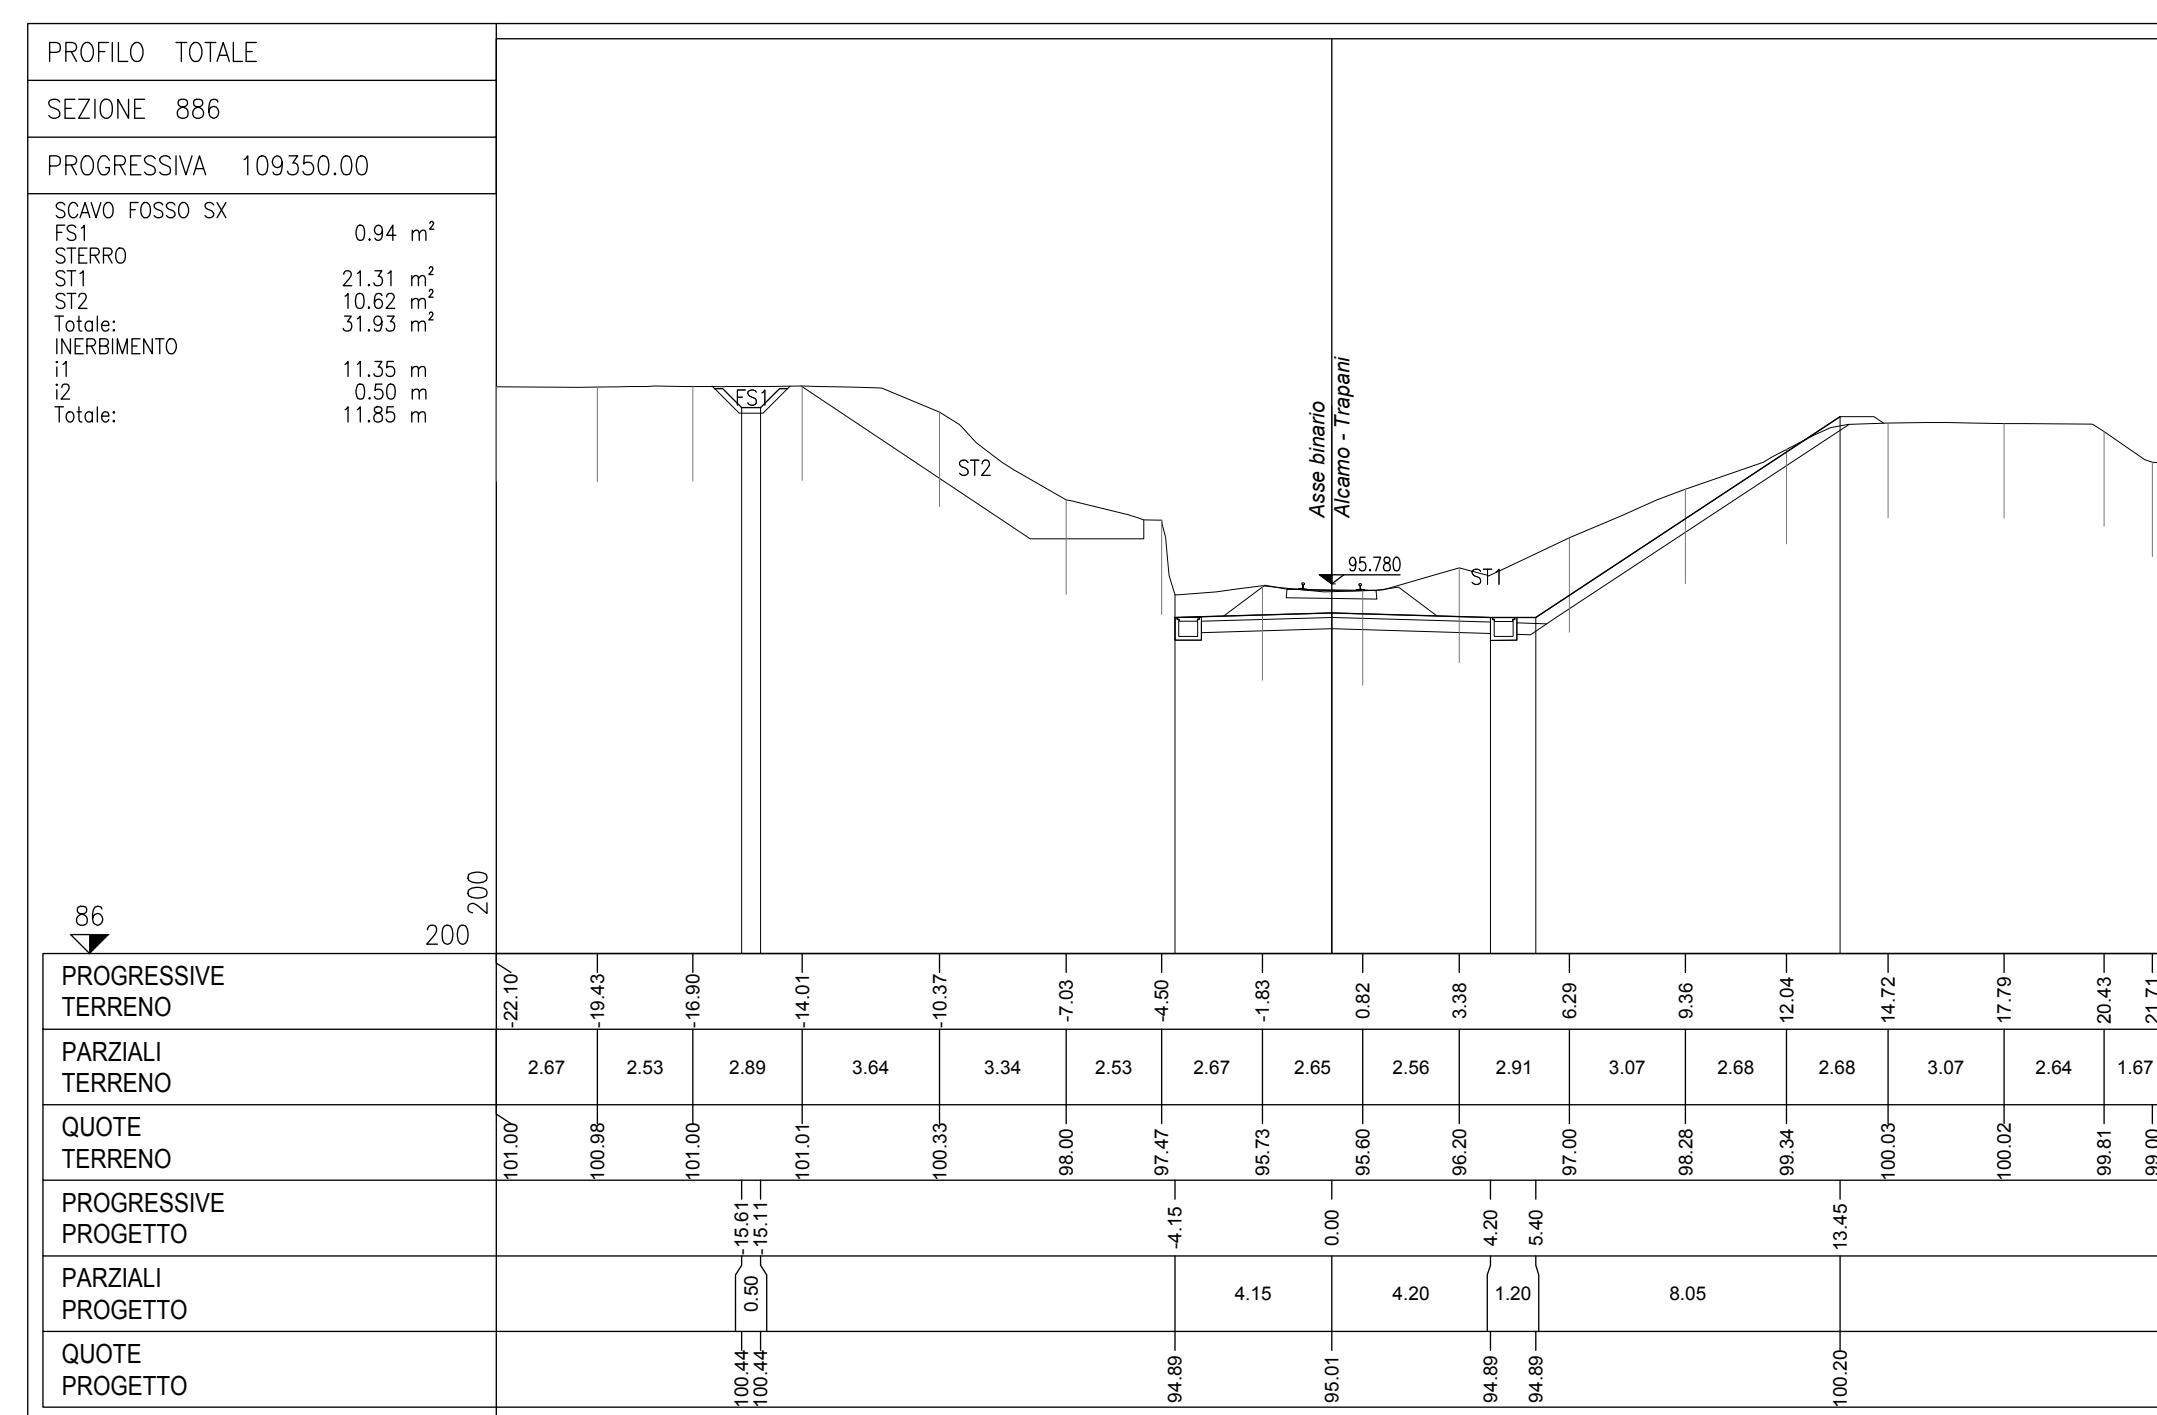 PROFILO TOTALE
SEZIONE 886
PROGRESSIVA 109350.00
SCAVO FOSSO SX
FS1 0.94 m²
STERRO
ST1 21.31 m²
ST2 10.62 m²
Totale: 31.93 m²
INERBIMENTO
i1 11.35 m
i2 0.50 m
Totale: 11.85 m
FS1
ST2
Asse binario
Alcamo - Trapani
95.780
ST1
200
86
200
PROGRESSIVE
TERRENO
-22.10 -19.43 -16.90 -14.01 -10.37 -7.03 -4.50 -1.83 0.82 3.38 6.29 9.36 12.04 14.72 17.79 20.43 21.71
PARZIALI
TERRENO
2.67 2.53 2.89 3.64 3.34 2.53 2.67 2.65 2.56 2.91 3.07 2.68 2.68 3.07 2.64 1.67
QUOTE
TERRENO
101.00 100.98 101.00 101.01 100.33 98.00 97.47 95.73 95.60 96.20 97.00 98.28 99.34 100.03 100.02 99.81 99.00
PROGRESSIVE
PROGETTO
-15.61 -15.11 -4.15 0.00 4.20 5.40 13.45
PARZIALI
PROGETTO
0.50 4.15 4.20 1.20 8.05
QUOTE
PROGETTO
100.44 100.44 94.89 95.01 94.89 94.89 100.20